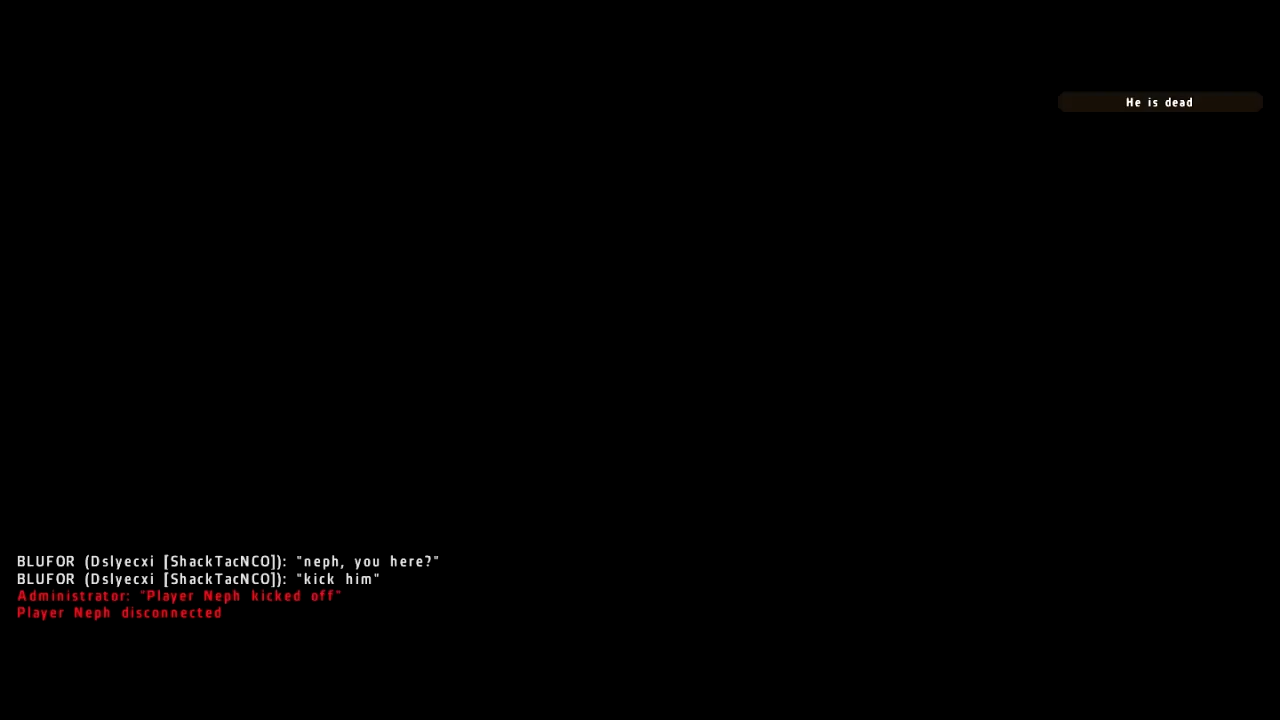 He is dead
BLUFOR (Dslyecxi [ShackTacNCO]): "neph, you here?"
BLUFOR (Dslyecxi [ShackTacNCO]): "kick him"
Administrator: "Player Neph kicked off"
Player Neph disconnected